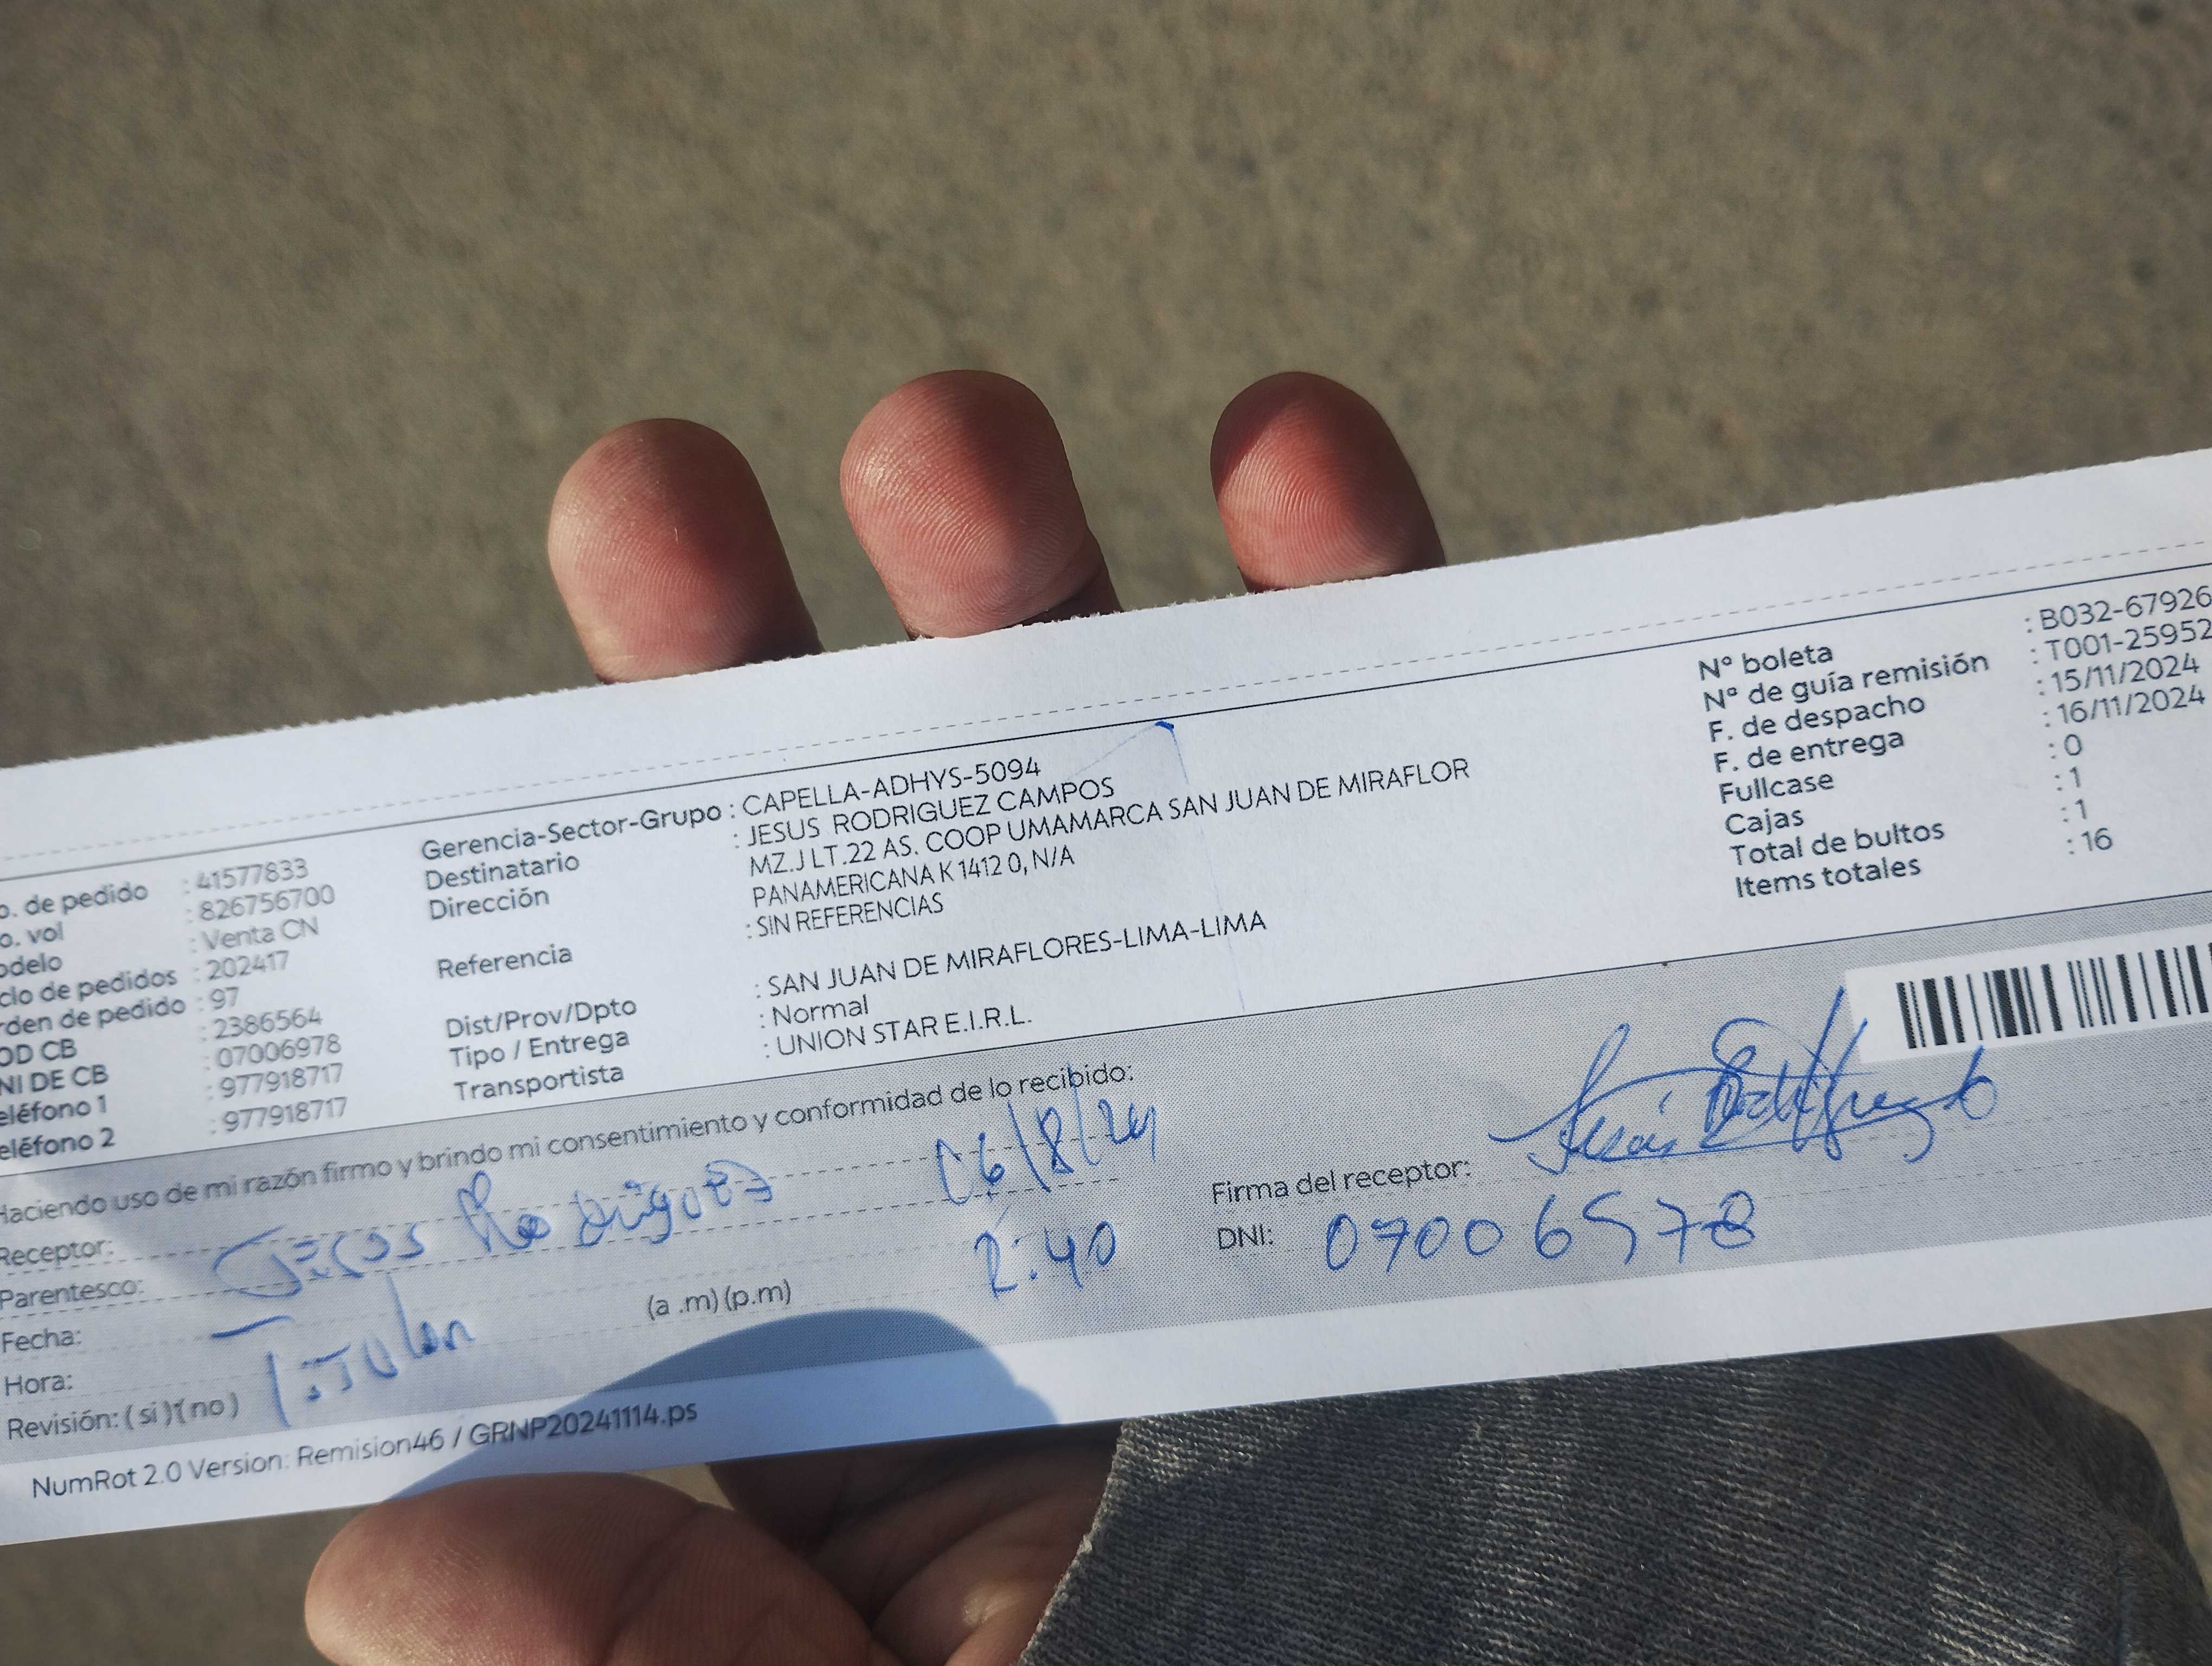 o. de pedido : 41577833
o. vol : 826756700
odelo : Venta CN
clo de pedidos : 202417
rden de pedido : 97
OD CB : 2386564
NI DE CB : 07006978
eléfono 1 : 977918717
eléfono 2 : 977918717
Gerencia-Sector-Grupo : CAPELLA-ADHYS-5094
Destinatario : JESUS RODRIGUEZ CAMPOS
Dirección MZ.J LT.22 AS. COOP UMAMARCA SAN JUAN DE MIRAFLOR
PANAMERICANA K 1412 0, N/A
Referencia : SIN REFERENCIAS
Dist/Prov/Dpto : SAN JUAN DE MIRAFLORES-LIMA-LIMA
Tipo / Entrega : Normal
Transportista : UNION STAR E.I.R.L.
N° boleta : B032-67926
N° de guía remisión : T001-25952
F. de despacho : 15/11/2024
F. de entrega : 16/11/2024
Fullcase : 0
Cajas : 1
Total de bultos : 1
Items totales : 16
Haciendo uso de mi razón firmo y brindo mi consentimiento y conformidad de lo recibido:
Receptor: Jesus Rodriguez
Parentesco:
Fecha:
Hora: (a .m) (p.m) 2:40
Revisión: ( si ) ( no )
Firma del receptor: Jesús
DNI: 07006978
NumRot 2.0 Version: Remision46 / GRNP20241114.ps